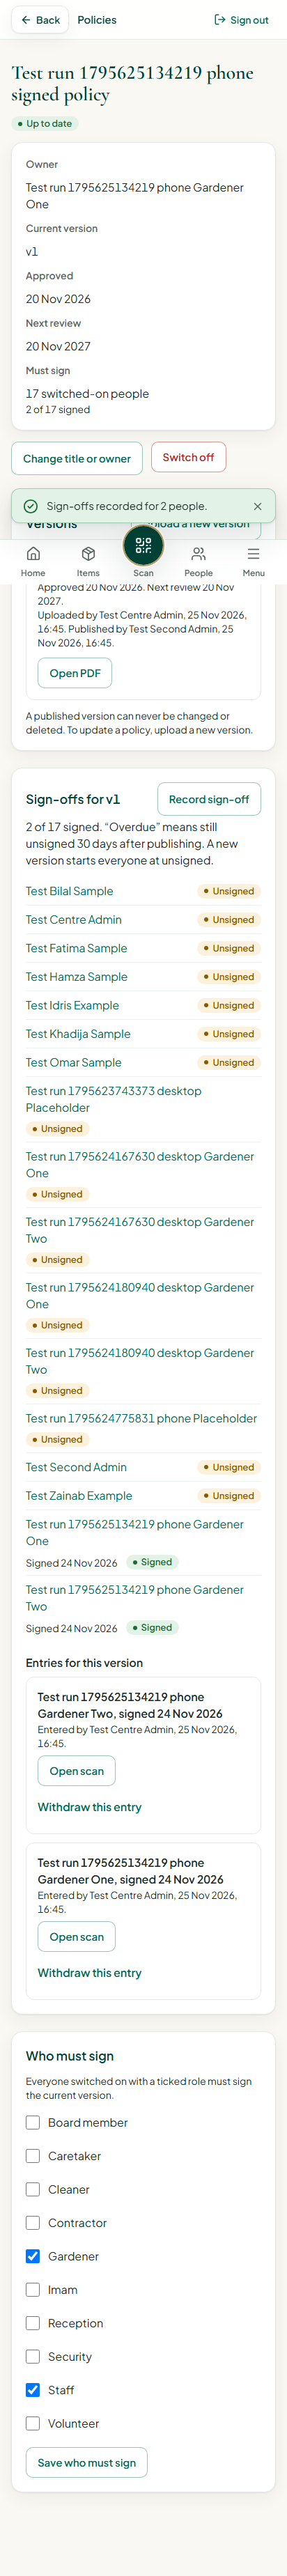 Back
Policies
Sign out
Test run 1795625134219 phone
signed policy
Up to date
Owner
Test run 1795625134219 phone Gardener
One
Current version
v1
Approved
20 Nov 2026
Next review
20 Nov 2027
Must sign
17 switched-on people
2 of 17 signed
Change title or owner
Switch off
Sign-offs recorded for 2 people.
Versions
Upload a new version
Home
Items
Scan
People
Menu
Approved 20 Nov 2026. Next review 20 Nov
2027.
Uploaded by Test Centre Admin, 25 Nov 2026,
16:45. Published by Test Second Admin, 25
Nov 2026, 16:45.
Open PDF
A published version can never be changed or
deleted. To update a policy, upload a new version.
Sign-offs for v1
Record sign-off
2 of 17 signed. “Overdue” means still
unsigned 30 days after publishing. A new
version starts everyone at unsigned.
Test Bilal Sample
Unsigned
Test Centre Admin
Unsigned
Test Fatima Sample
Unsigned
Test Hamza Sample
Unsigned
Test Idris Example
Unsigned
Test Khadija Sample
Unsigned
Test Omar Sample
Unsigned
Test run 1795623743373 desktop
Placeholder
Unsigned
Test run 1795624167630 desktop Gardener
One
Unsigned
Test run 1795624167630 desktop Gardener
Two
Unsigned
Test run 1795624180940 desktop Gardener
One
Unsigned
Test run 1795624180940 desktop Gardener
Two
Unsigned
Test run 1795624775831 phone Placeholder
Unsigned
Test Second Admin
Unsigned
Test Zainab Example
Unsigned
Test run 1795625134219 phone Gardener
One
Signed 24 Nov 2026
Signed
Test run 1795625134219 phone Gardener
Two
Signed 24 Nov 2026
Signed
Entries for this version
Test run 1795625134219 phone
Gardener Two, signed 24 Nov 2026
Entered by Test Centre Admin, 25 Nov 2026,
16:45.
Open scan
Withdraw this entry
Test run 1795625134219 phone
Gardener One, signed 24 Nov 2026
Entered by Test Centre Admin, 25 Nov 2026,
16:45.
Open scan
Withdraw this entry
Who must sign
Everyone switched on with a ticked role must sign
the current version.
Board member
Caretaker
Cleaner
Contractor
Gardener
Imam
Reception
Security
Staff
Volunteer
Save who must sign